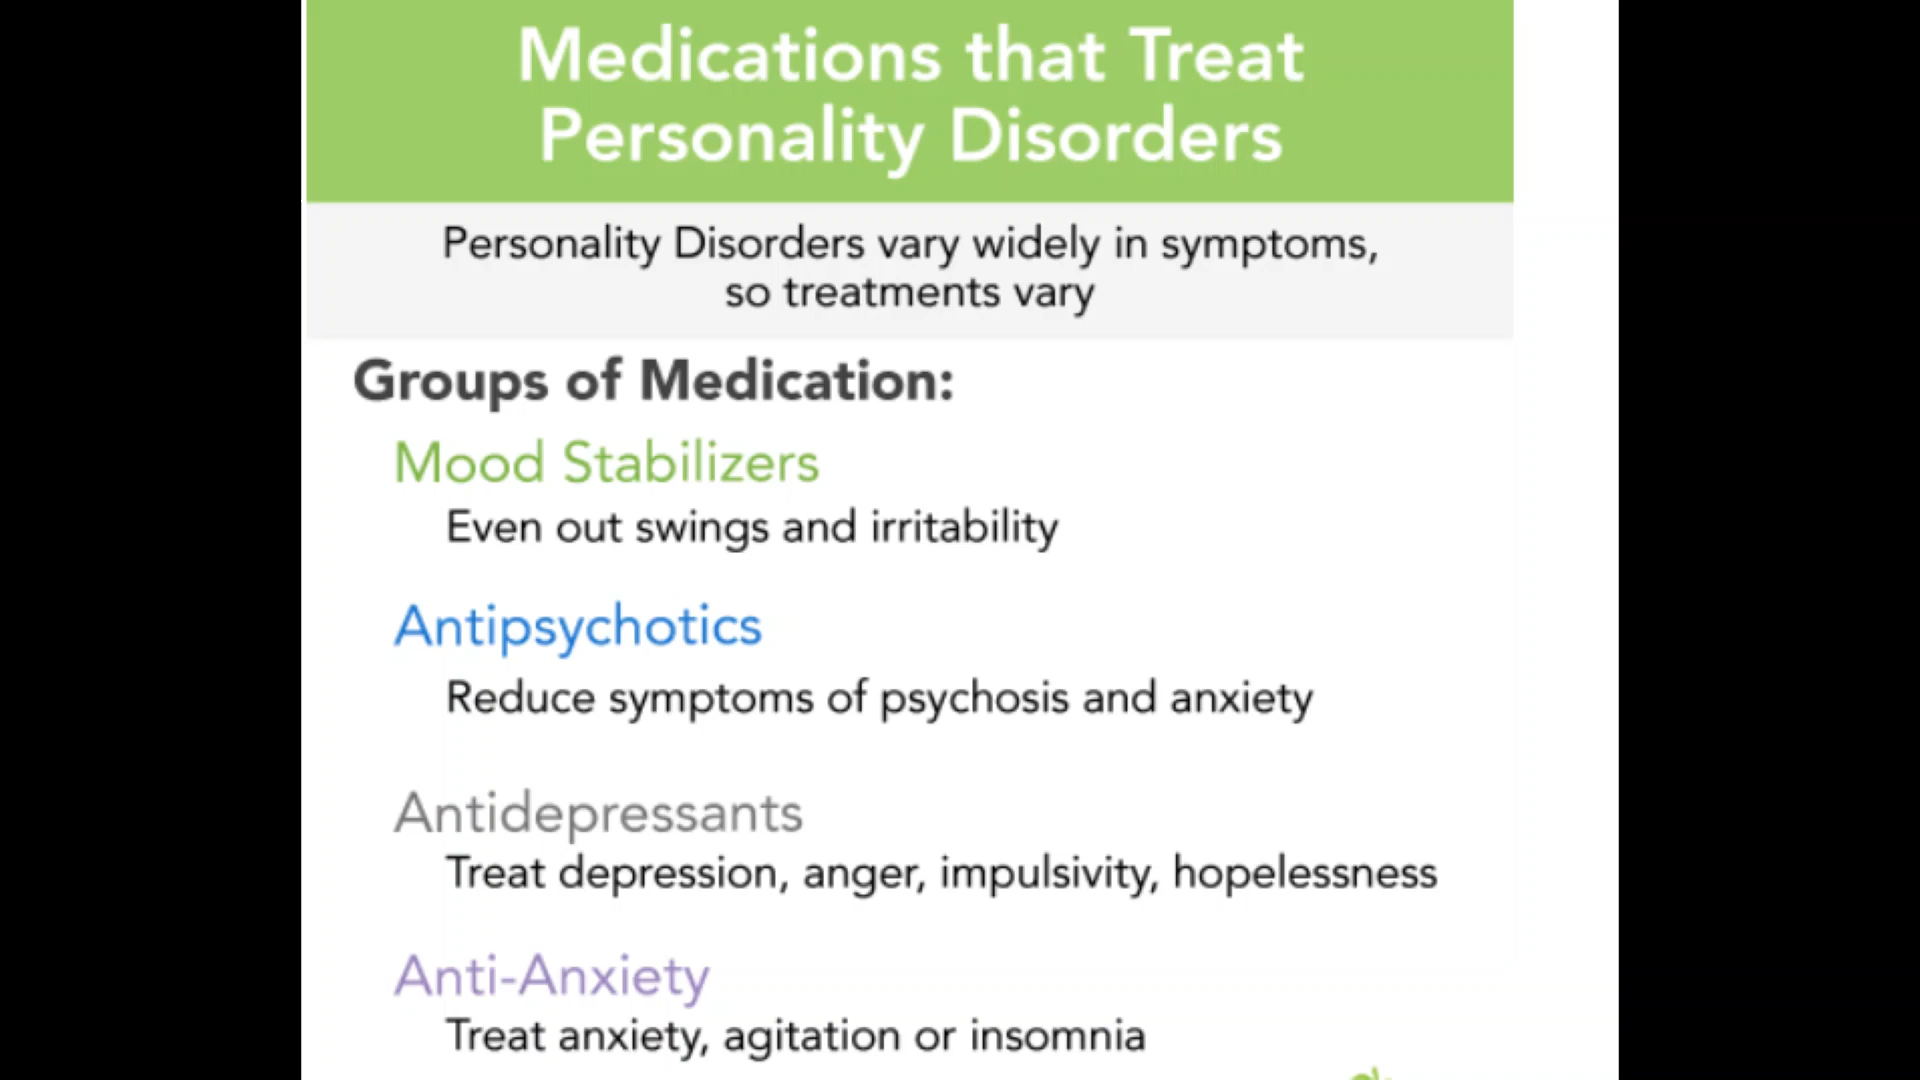 Medications that Treat
Personality Disorders
Personality Disorders vary widely in symptoms,
so treatments vary
Groups of Medication:
Mood Stabilizers
Even out swings and irritability
Antipsychotics
Reduce symptoms of psychosis and anxiety
Antidepressants
Treat depression, anger, impulsivity, hopelessness
Anti-Anxiety
Treat anxiety, agitation or insomnia